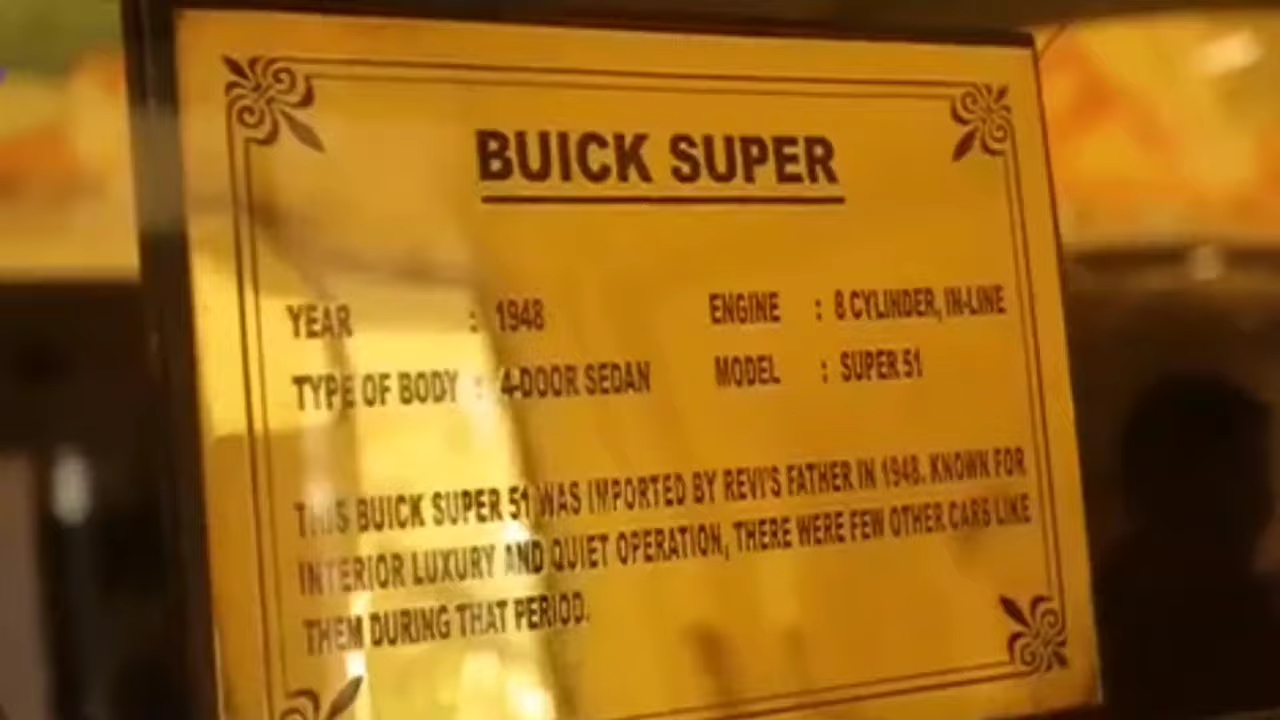 BUICK SUPER
YEAR : 1948 ENGINE : 8 CYLINDER, IN-LINE
TYPE OF BODY : 4-DOOR SEDAN MODEL : SUPER 51
THIS BUICK SUPER 51 WAS IMPORTED BY REVI'S FATHER IN 1948. KNOWN FOR
INTERIOR LUXURY AND QUIET OPERATION, THERE WERE FEW OTHER CARS LIKE
THEM DURING THAT PERIOD.